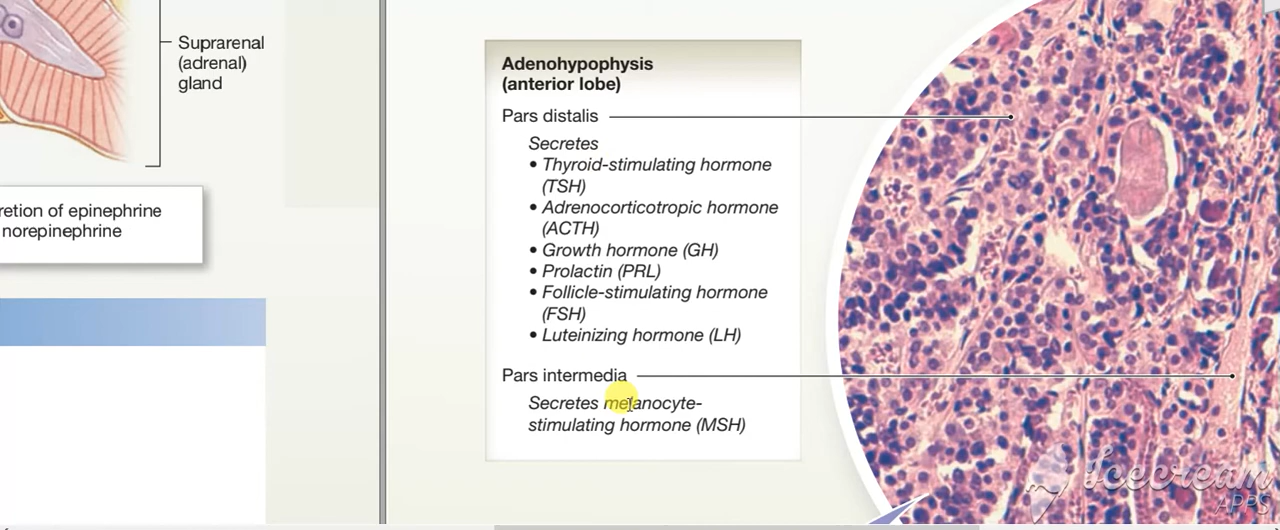 Suprarenal
(adrenal)
gland
retion of epinephrine
norepinephrine
Adenohypophysis
(anterior lobe)
Pars distalis
Secretes
• Thyroid-stimulating hormone
(TSH)
• Adrenocorticotropic hormone
(ACTH)
• Growth hormone (GH)
• Prolactin (PRL)
• Follicle-stimulating hormone
(FSH)
• Luteinizing hormone (LH)
Pars intermedia
Secretes melanocyte-
stimulating hormone (MSH)
Icecream
APPS